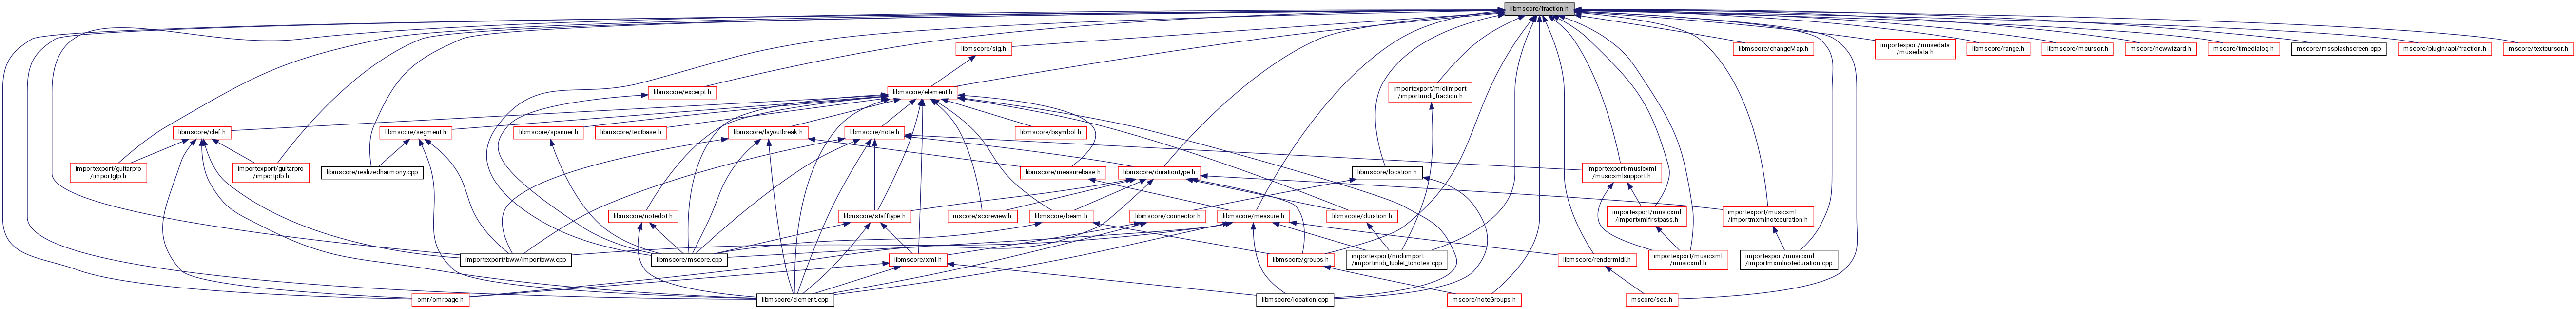 libmscore/fraction.h
libmscore/sig.h
libmscore/changeMap.h
importexport/musedata
/musedata.h
libmscore/range.h
libmscore/mcursor.h
mscore/newwizard.h
mscore/timedialog.h
mscore/mssplashscreen.cpp
mscore/plugin/api/fraction.h
mscore/textcursor.h
libmscore/excerpt.h
libmscore/element.h
importexport/midiimport
/importmidi_fraction.h
libmscore/clef.h
libmscore/segment.h
libmscore/spanner.h
libmscore/textbase.h
libmscore/layoutbreak.h
libmscore/note.h
libmscore/bsymbol.h
importexport/guitarpro
/importgtp.h
importexport/guitarpro
/importptb.h
libmscore/realizedharmony.cpp
libmscore/measurebase.h
libmscore/durationtype.h
libmscore/location.h
importexport/musicxml
/musicxmlsupport.h
libmscore/notedot.h
libmscore/stafftype.h
mscore/scoreview.h
libmscore/beam.h
libmscore/connector.h
libmscore/measure.h
libmscore/duration.h
importexport/musicxml
/importxmlfirstpass.h
importexport/musicxml
/importmxmlnoteduration.h
importexport/bww/importbww.cpp
libmscore/mscore.cpp
libmscore/xml.h
libmscore/groups.h
importexport/midiimport
/importmidi_tuplet_tonotes.cpp
libmscore/rendermidi.h
importexport/musicxml
/musicxml.h
importexport/musicxml
/importmxmlnoteduration.cpp
omr/omrpage.h
libmscore/element.cpp
libmscore/location.cpp
mscore/noteGroups.h
mscore/seq.h